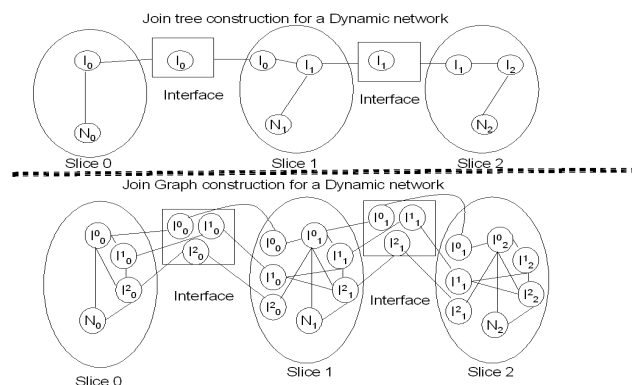 Join tree construction for a Dynamic network
I₀ I₀ I₀ I₁ I₁ I₁ I₂
Interface Interface
N₀ N₁ N₂
Slice 0 Slice 1 Slice 2
Join Graph construction for a Dynamic network
I⁰₀ I¹₀ I²₀ N₀
Slice 0
I⁰₀ I¹₀ I²₀
Interface
I⁰₀ I¹₀ I²₀ I⁰₁ I¹₁ I²₁ N₁
Slice 1
I⁰₁ I¹₁ I²₁
Interface
I⁰₁ I¹₁ I²₁ I⁰₂ I¹₂ I²₂ N₂
Slice 2